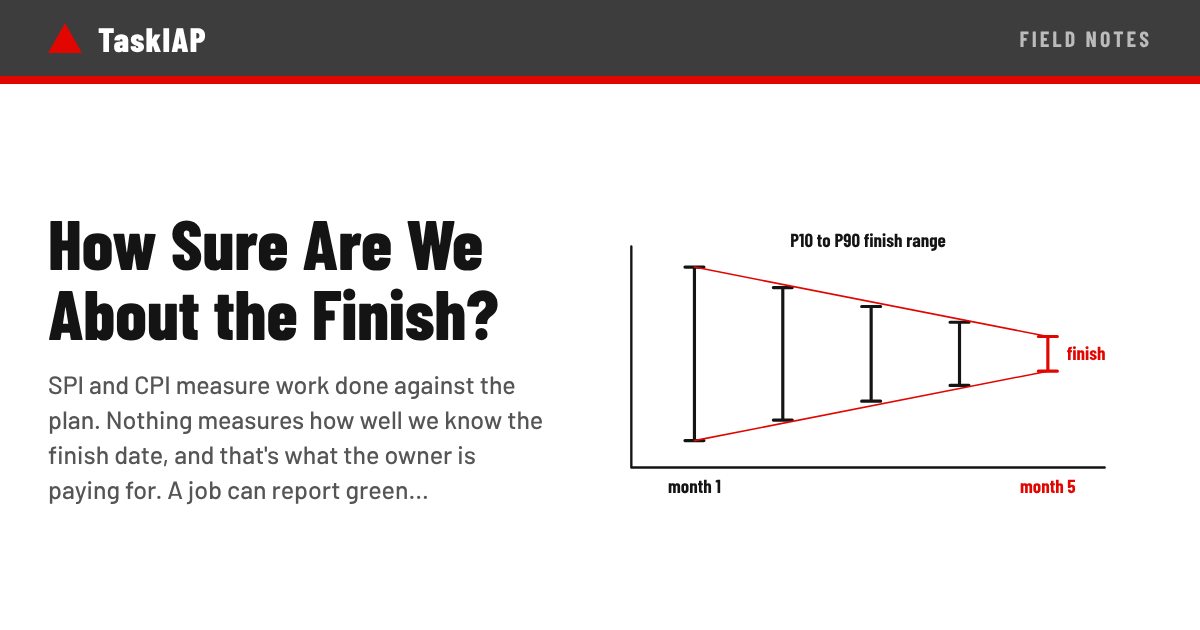 TaskIAP
FIELD NOTES
How Sure Are We
About the Finish?
SPI and CPI measure work done against the
plan. Nothing measures how well we know the
finish date, and that's what the owner is
paying for. A job can report green...
P10 to P90 finish range
finish
month 1
month 5